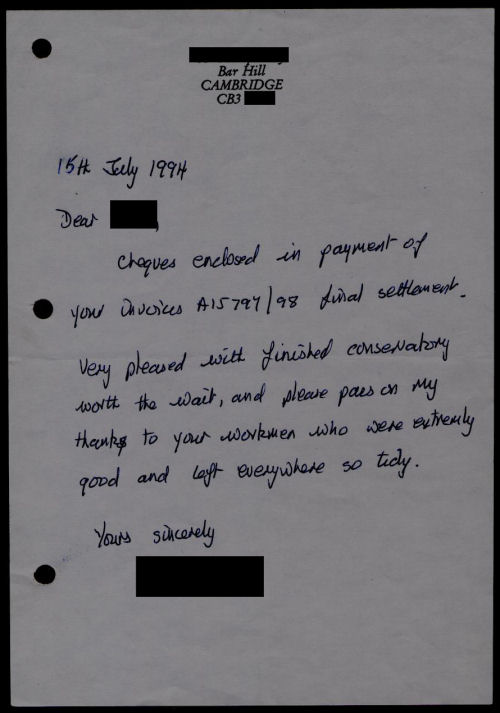 Bar Hill
CAMBRIDGE
CB3
15th July 1994
Dear
Cheques enclosed in payment of
your invoices A15797/98 final settlement.
Very pleased with finished conservatory
worth the wait, and please pass on my
thanks to your workmen who were extremly
good and left everywhere so tidy.
Yours sincerely